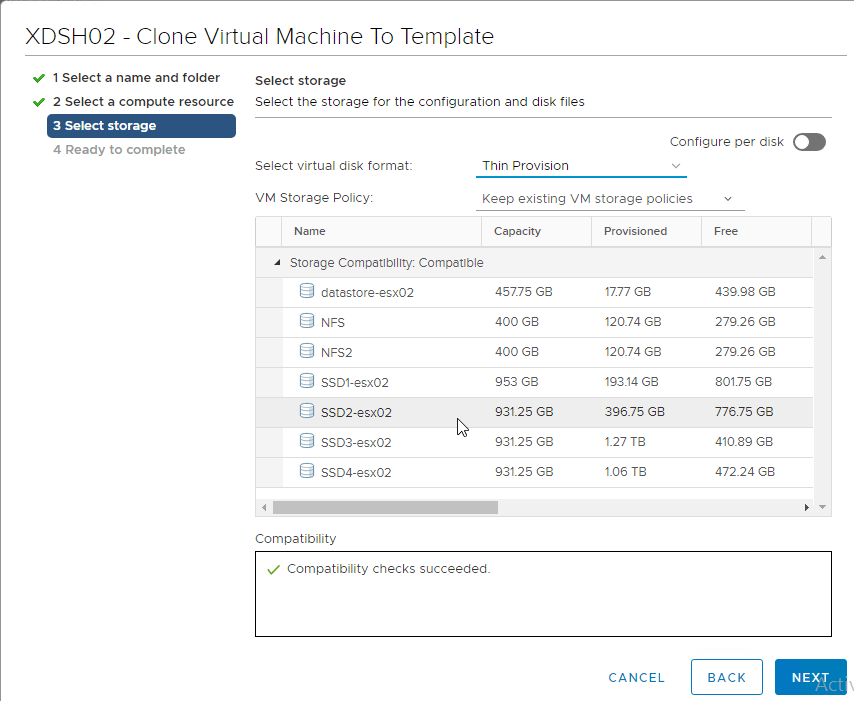 XDSH02 - Clone Virtual Machine To Template
1 Select a name and folder
2 Select a compute resource
3 Select storage
4 Ready to complete
Select storage
Select the storage for the configuration and disk files
Configure per disk
Select virtual disk format: Thin Provision
VM Storage Policy: Keep existing VM storage policies
Name Capacity Provisioned Free
Storage Compatibility: Compatible
datastore-esx02 457.75 GB 17.77 GB 439.98 GB
NFS 400 GB 120.74 GB 279.26 GB
NFS2 400 GB 120.74 GB 279.26 GB
SSD1-esx02 953 GB 193.14 GB 801.75 GB
SSD2-esx02 931.25 GB 396.75 GB 776.75 GB
SSD3-esx02 931.25 GB 1.27 TB 410.89 GB
SSD4-esx02 931.25 GB 1.06 TB 472.24 GB
Compatibility
Compatibility checks succeeded.
CANCEL BACK NEXT